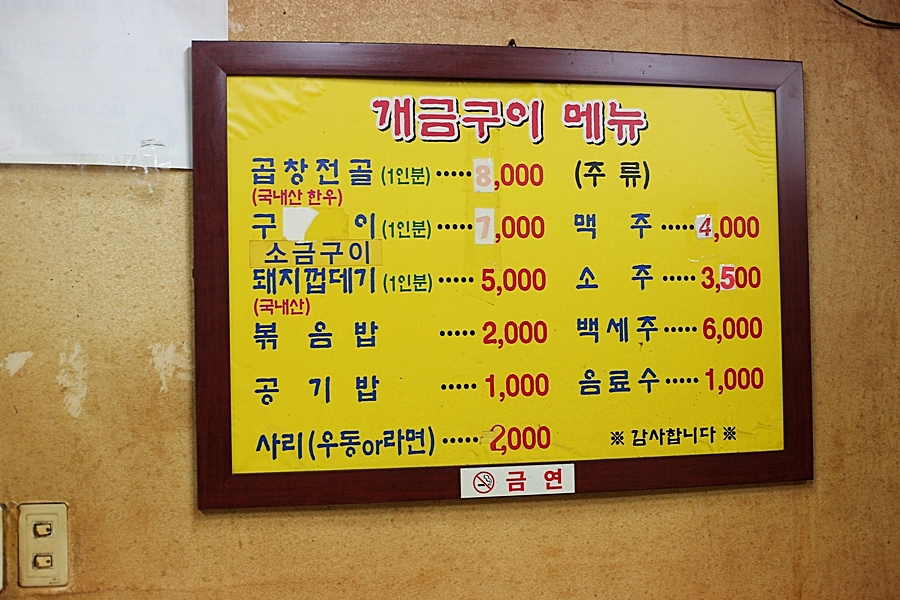 개금구이 메뉴
곱창전골 (1인분) ····· 8,000
(국내산 한우)
구 이 (1인분) ····· 7,000
소금구이
돼지껍데기 (1인분) ····· 5,000
(국내산)
볶 음 밥 ····· 2,000
공 기 밥 ····· 1,000
사리(우동or라면) ····· 2,000
(주 류)
맥 주 ····· 4,000
소 주 ····· 3,500
백세주 ····· 6,000
음료수 ····· 1,000
※ 감사합니다 ※
금 연